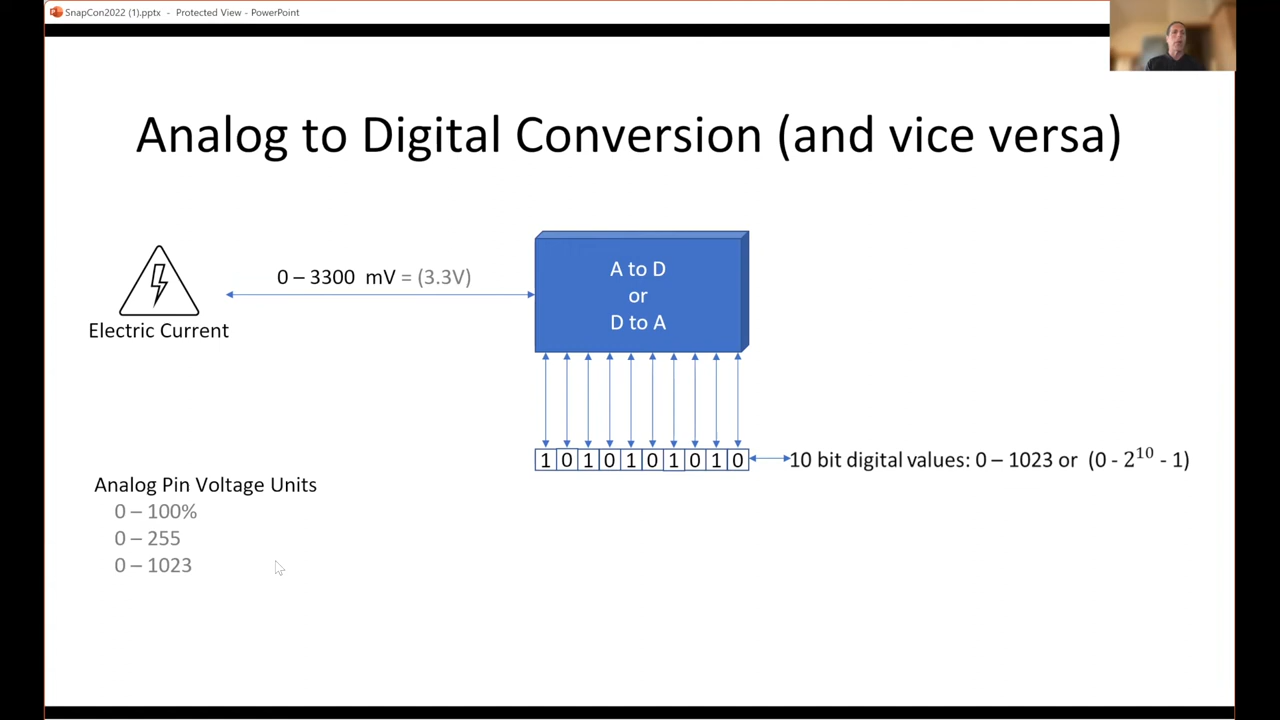 SnapCon2022 (1).pptx - Protected View - PowerPoint
Analog to Digital Conversion (and vice versa)
0 – 3300 mV = (3.3V)
Electric Current
A to D
or
D to A
1 0 1 0 1 0 1 0 1 0
10 bit digital values: 0 – 1023 or (0 - 2¹⁰ - 1)
Analog Pin Voltage Units
0 – 100%
0 – 255
0 – 1023